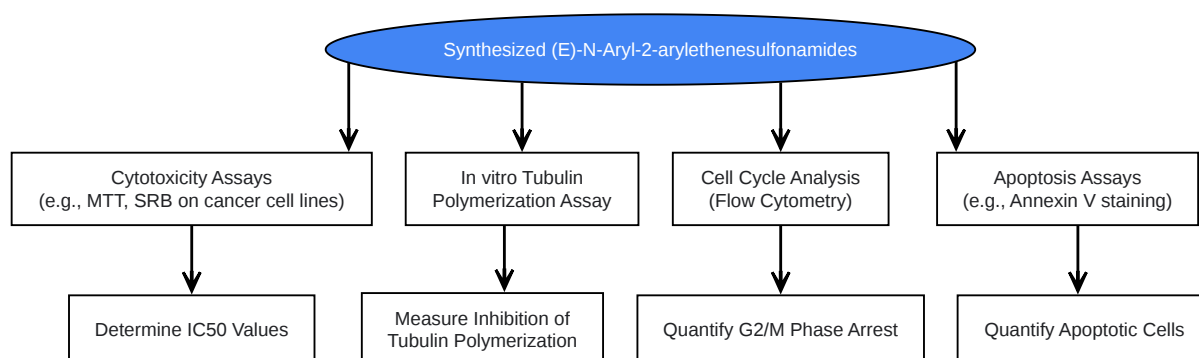 Synthesized (E)-N-Aryl-2-arylethenesulfonamides
Cytotoxicity Assays
(e.g., MTT, SRB on cancer cell lines)
In vitro Tubulin
Polymerization Assay
Cell Cycle Analysis
(Flow Cytometry)
Apoptosis Assays
(e.g., Annexin V staining)
Determine IC50 Values
Measure Inhibition of
Tubulin Polymerization
Quantify G2/M Phase Arrest
Quantify Apoptotic Cells